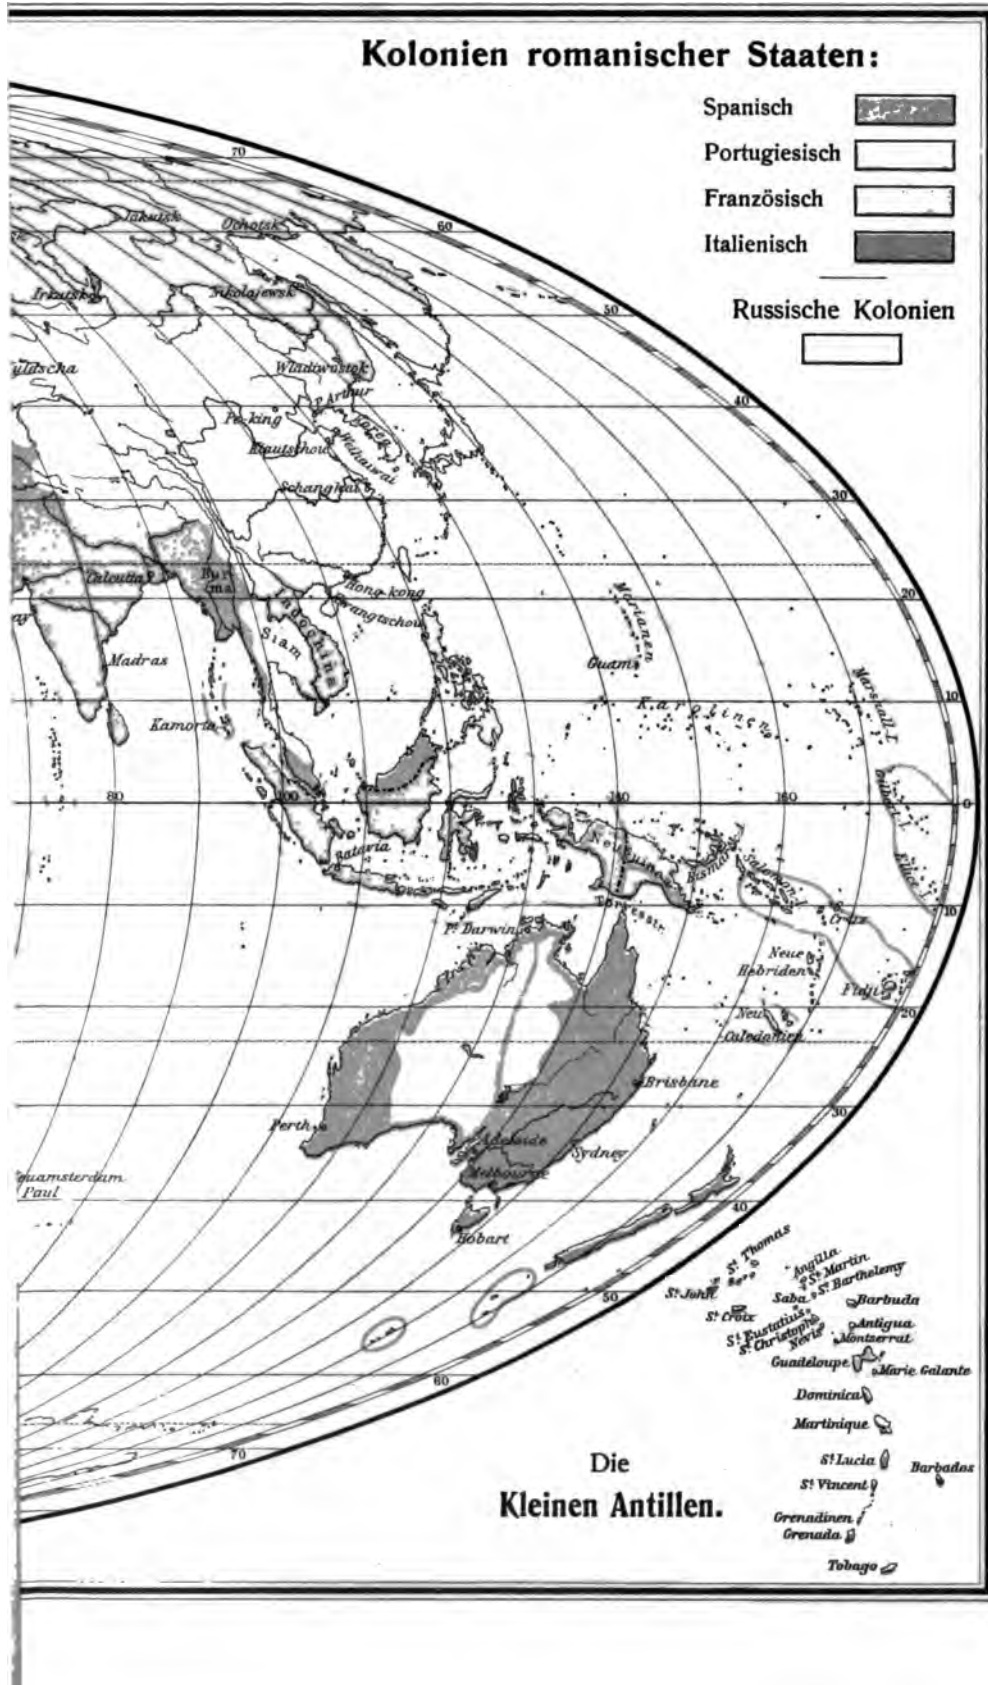 Kolonien romanischer Staaten:
Spanisch
Portugiesisch
Französisch
Italienisch
Russische Kolonien
70
Jakutsk
Ochotsk
60
Irkutsk
Nikolajewsk
50
Wladiwostok
P. Arthur
40
Pe-king
Korea
Kiautschou
Weihaiwai
Schanghai
30
Calcutta
Bur
ma
Hong-kong
Kwangtschou
20
Marianen
Indochina
Siam
Madras
Guam
10
Karolinen
Marshall-I.
Kamorta
Gilbert-I.
80
100
140
160
0
Batavia
Neu Guinea
Bismarck
Salomon-I.
Ellice-I.
10
Torresstr.
Cruz
Pt. Darwin
Neue
Hebriden
Fidji
20
Neu
Caledonien
Brisbane
30
Perth
Adelaide
Sydney
Melbourne
Paul
40
Hobart
50
60
70
St. Thomas
St. John
St. Croix
Angilla
St. Martin
St. Barthelemy
Saba
Barbuda
St. Eustatius
St. Christoph
Nevis
Antigua
Montserrat
Guadeloupe
Marie Galante
Dominica
Martinique
St. Lucia
Barbados
St. Vincent
Grenadinen
Grenada
Tobago
Die
Kleinen Antillen.